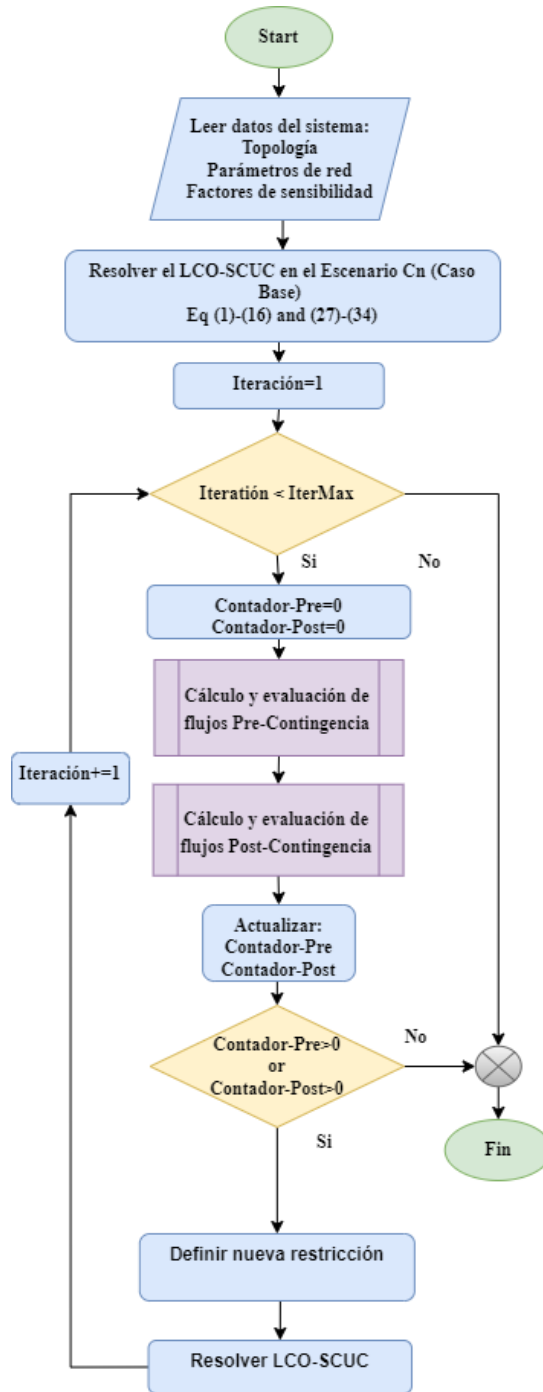 Start
Leer datos del sistema:
Topología
Parámetros de red
Factores de sensibilidad
Resolver el LCO-SCUC en el Escenario Cn (Caso
Base)
Eq (1)-(16) and (27)-(34)
Iteración=1
Iteratión < IterMax
Si
No
Contador-Pre=0
Contador-Post=0
Cálculo y evaluación de
flujos Pre-Contingencia
Iteración+=1
Cálculo y evaluación de
flujos Post-Contingencia
Actualizar:
Contador-Pre
Contador-Post
Contador-Pre>0
or
Contador-Post>0
No
Si
Fin
Definir nueva restricción
Resolver LCO-SCUC